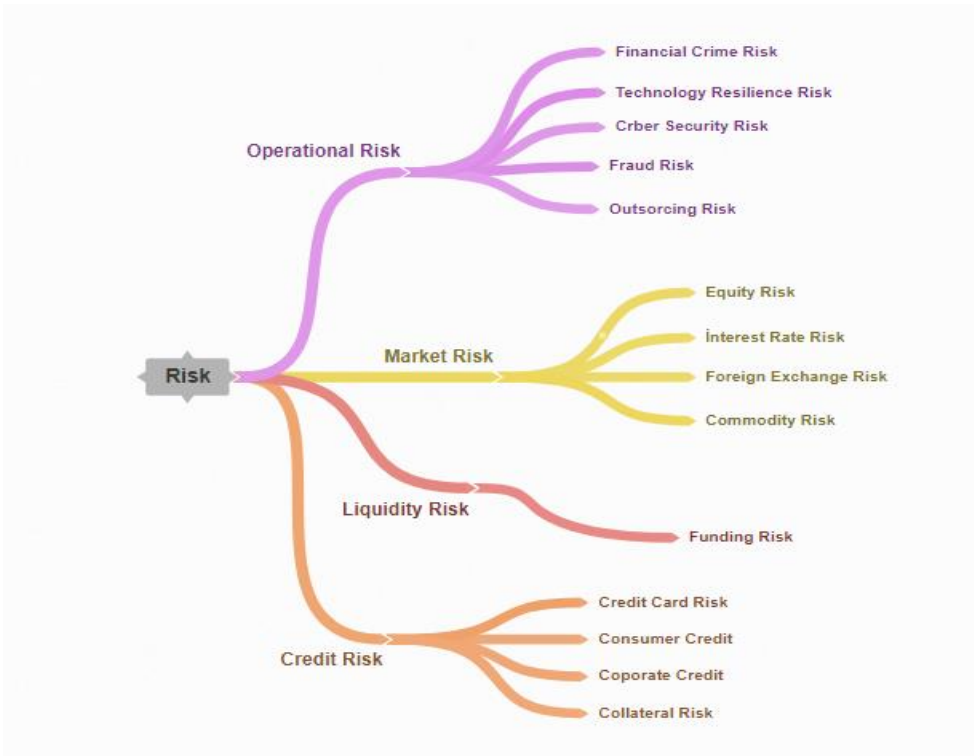 Financial Crime Risk
Technology Resilience Risk
Crber Security Risk
Operational Risk
Fraud Risk
Outsorcing Risk
Equity Risk
İnterest Rate Risk
Market Risk
Risk
Foreign Exchange Risk
Commodity Risk
Liquidity Risk
Funding Risk
Credit Card Risk
Consumer Credit
Credit Risk
Coporate Credit
Collateral Risk